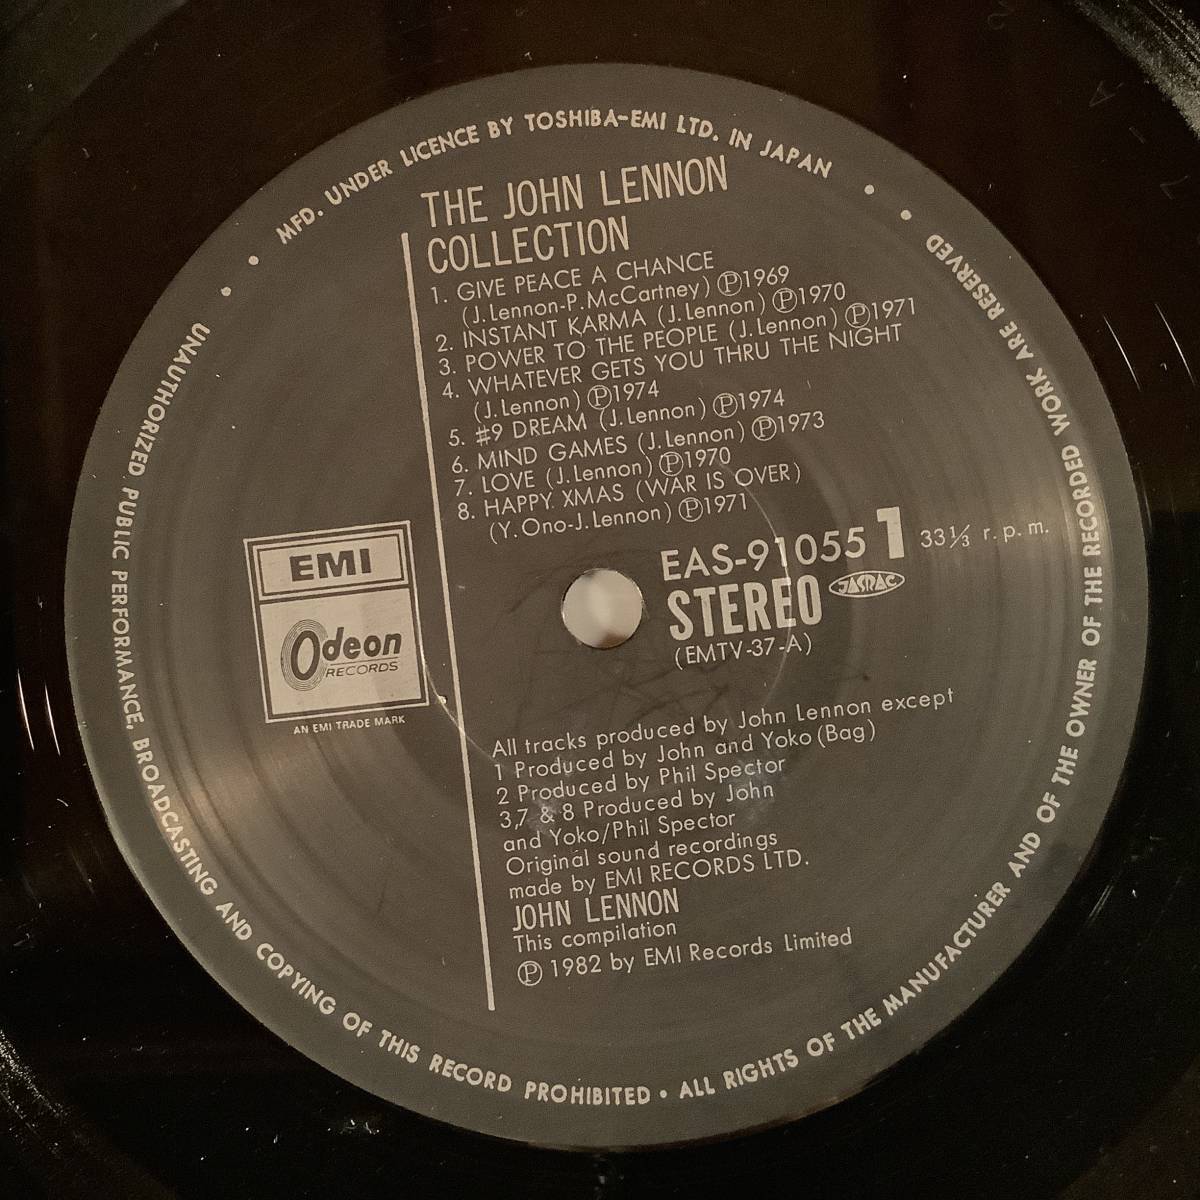 MFD. UNDER LICENCE BY TOSHIBA-EMI LTD. IN JAPAN •
• UNAUTHORIZED PUBLIC PERFORMANCE, BROADCASTING AND COPYING OF THIS RECORD PROHIBITED • ALL RIGHTS OF THE MANUFACTURER AND OF THE OWNER OF THE RECORDED WORK ARE RESERVED •
THE JOHN LENNON
COLLECTION
1. GIVE PEACE A CHANCE
(J.Lennon-P.McCartney) ℗1969
2. INSTANT KARMA (J.Lennon) ℗1970
3. POWER TO THE PEOPLE (J.Lennon) ℗1971
4. WHATEVER GETS YOU THRU THE NIGHT
(J.Lennon) ℗1974
5. #9 DREAM (J.Lennon) ℗1974
6. MIND GAMES (J.Lennon) ℗1973
7. LOVE (J.Lennon) ℗1970
8. HAPPY XMAS (WAR IS OVER)
(Y. Ono-J.Lennon) ℗1971
EMI
Odeon
RECORDS
AN EMI TRADE MARK
EAS-91055 1 33⅓ r.p.m.
STEREO JASRAC
(EMTV-37-A)
All tracks produced by John Lennon except
1 Produced by John and Yoko (Bag)
2 Produced by Phil Spector
3,7 & 8 Produced by John
and Yoko/Phil Spector
Original sound recordings
made by EMI RECORDS LTD.
JOHN LENNON
This compilation
℗ 1982 by EMI Records Limited